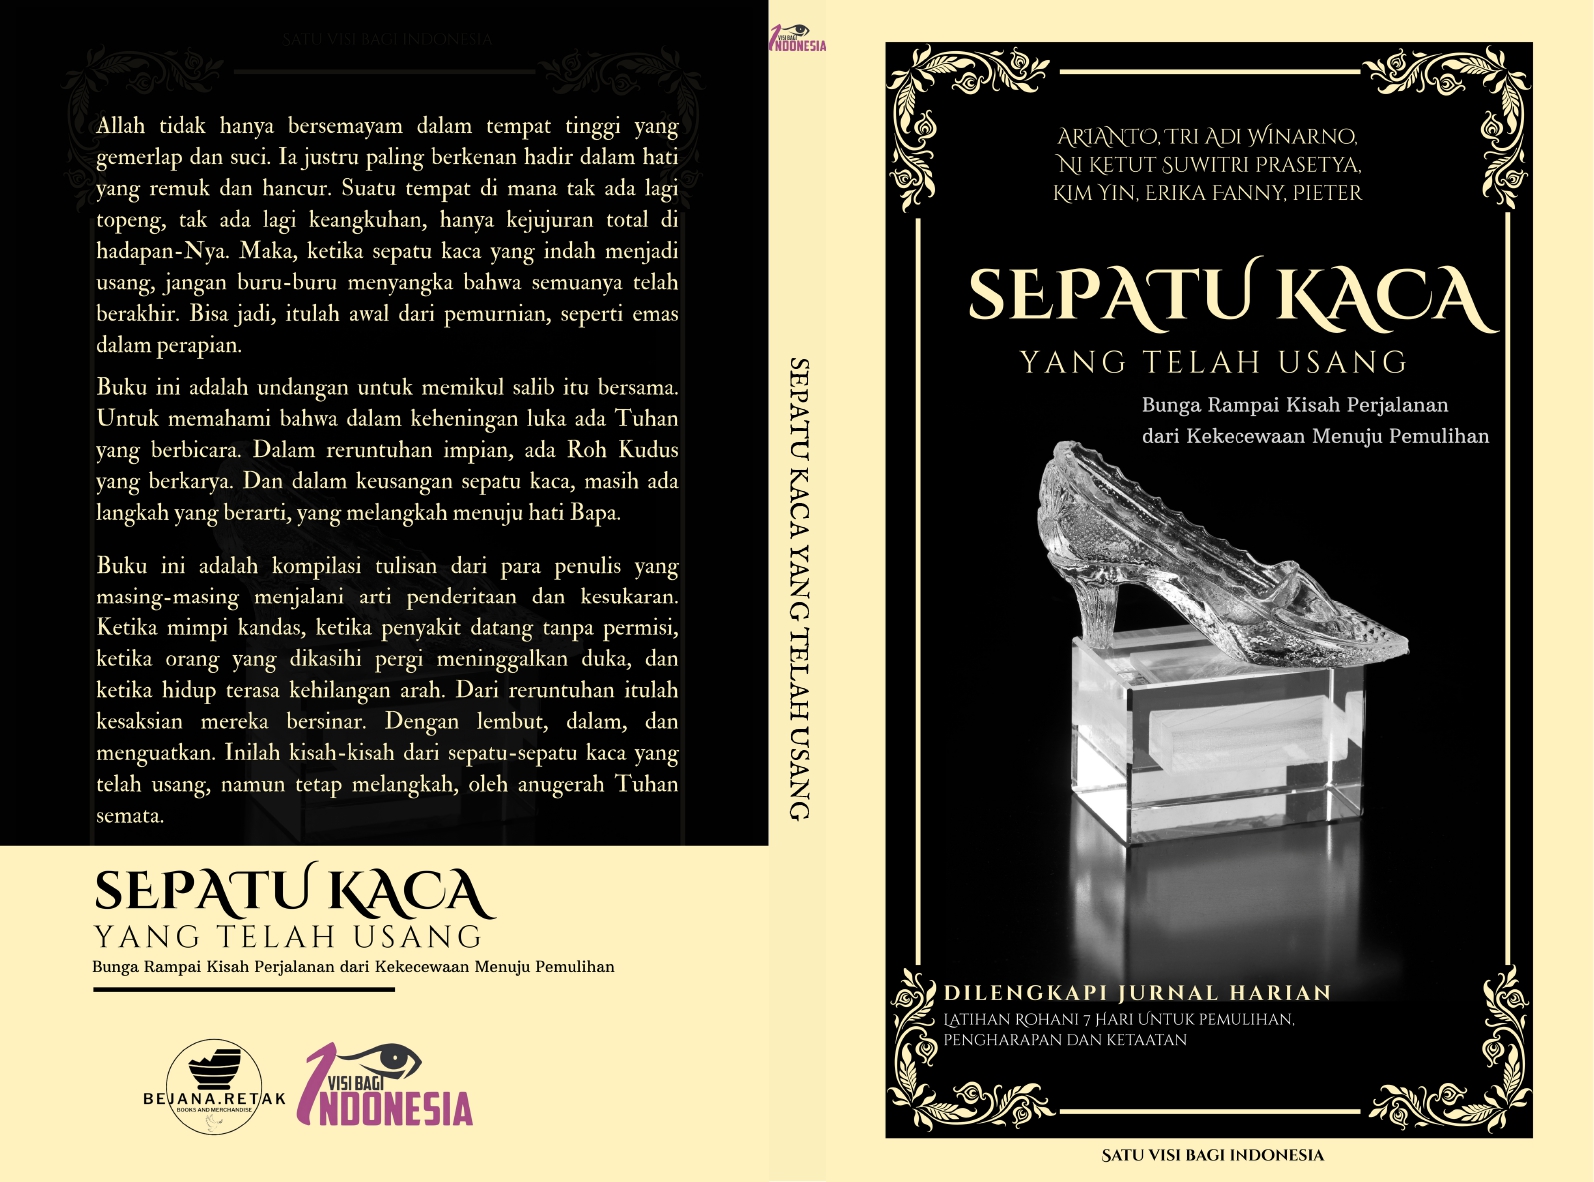 SATU VISI BAGI INDONESIA
Allah tidak hanya bersemayam dalam tempat tinggi yang
gemerlap dan suci. Ia justru paling berkenan hadir dalam hati
yang remuk dan hancur. Suatu tempat di mana tak ada lagi
topeng, tak ada lagi keangkuhan, hanya kejujuran total di
hadapan-Nya. Maka, ketika sepatu kaca yang indah menjadi
usang, jangan buru-buru menyangka bahwa semuanya telah
berakhir. Bisa jadi, itulah awal dari pemurnian, seperti emas
dalam perapian.
Buku ini adalah undangan untuk memikul salib itu bersama.
Untuk memahami bahwa dalam keheningan luka ada Tuhan
yang berbicara. Dalam reruntuhan impian, ada Roh Kudus
yang berkarya. Dan dalam keusangan sepatu kaca, masih ada
langkah yang berarti, yang melangkah menuju hati Bapa.
Buku ini adalah kompilasi tulisan dari para penulis yang
masing-masing menjalani arti penderitaan dan kesukaran.
Ketika mimpi kandas, ketika penyakit datang tanpa permisi,
ketika orang yang dikasihi pergi meninggalkan duka, dan
ketika hidup terasa kehilangan arah. Dari reruntuhan itulah
kesaksian mereka bersinar. Dengan lembut, dalam, dan
menguatkan. Inilah kisah-kisah dari sepatu-sepatu kaca yang
telah usang, namun tetap melangkah, oleh anugerah Tuhan
semata.
SEPATU KACA
YANG TELAH USANG
Bunga Rampai Kisah Perjalanan dari Kekecewaan Menuju Pemulihan
BEJANA.RETAK
BOOKS AND MERCHANDISE
1 VISI BAGI
INDONESIA
1 VISI BAGI
INDONESIA
SEPATU KACA YANG TELAH USANG
ARIANTO, TRI ADI WINARNO,
NI KETUT SUWITRI PRASETYA,
KIM YIN, ERIKA FANNY, PIETER
SEPATU KACA
YANG TELAH USANG
Bunga Rampai Kisah Perjalanan
dari Kekecewaan Menuju Pemulihan
DILENGKAPI JURNAL HARIAN
LATIHAN ROHANI 7 HARI UNTUK PEMULIHAN,
PENGHARAPAN DAN KETAATAN
SATU VISI BAGI INDONESIA